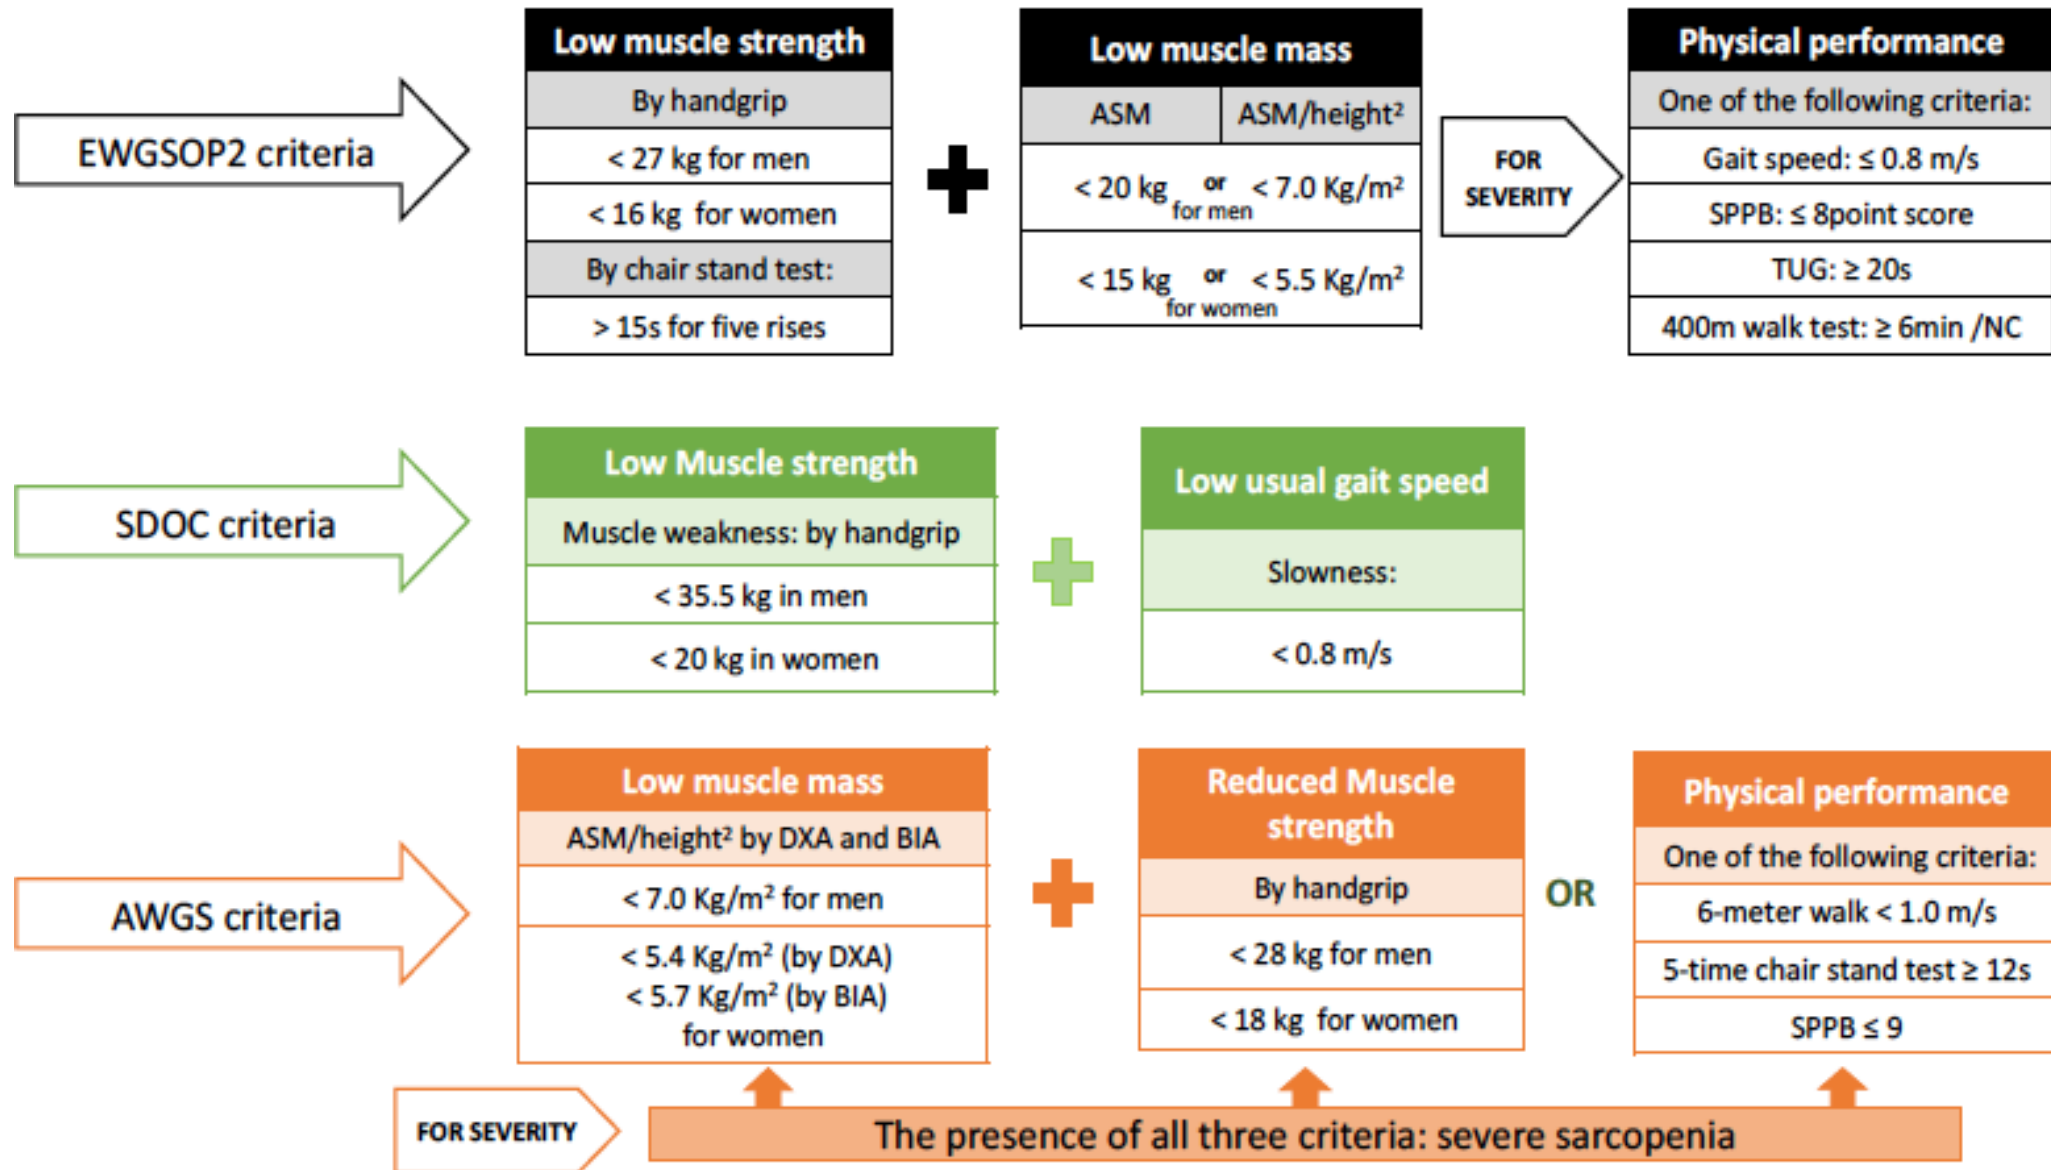 EWGSOP2 criteria
Low muscle strength
By handgrip
< 27 kg for men
< 16 kg for women
By chair stand test:
> 15s for five rises
Low muscle mass
ASM
ASM/height²
< 20 kg or < 7.0 Kg/m²
for men
< 15 kg or < 5.5 Kg/m²
for women
FOR
SEVERITY
Physical performance
One of the following criteria:
Gait speed: ≤ 0.8 m/s
SPPB: ≤ 8point score
TUG: ≥ 20s
400m walk test: ≥ 6min /NC
SDOC criteria
Low Muscle strength
Muscle weakness: by handgrip
< 35.5 kg in men
< 20 kg in women
Low usual gait speed
Slowness:
< 0.8 m/s
AWGS criteria
Low muscle mass
ASM/height² by DXA and BIA
< 7.0 Kg/m² for men
< 5.4 Kg/m² (by DXA)
< 5.7 Kg/m² (by BIA)
for women
Reduced Muscle
strength
By handgrip
< 28 kg for men
< 18 kg for women
OR
Physical performance
One of the following criteria:
6-meter walk < 1.0 m/s
5-time chair stand test ≥ 12s
SPPB ≤ 9
FOR SEVERITY
The presence of all three criteria: severe sarcopenia